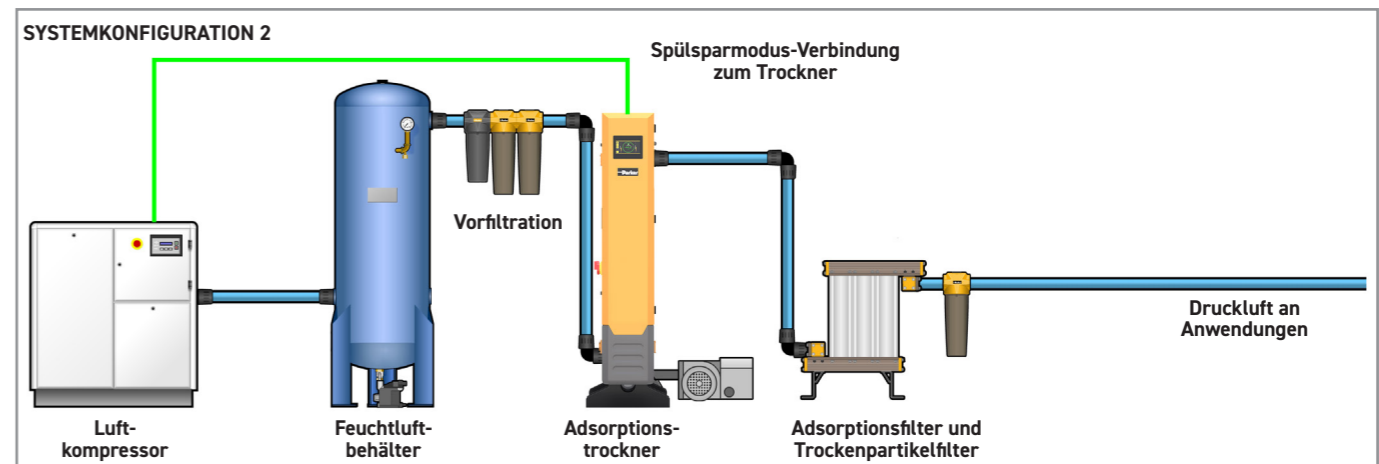 SYSTEMKONFIGURATION 2
Spülsparmodus-Verbindung
zum Trockner
Parker
Vorfiltration
Druckluft an
Anwendungen
Luft-
kompressor
Feuchtluft-
behälter
Adsorptions-
trockner
Adsorptionsfilter und
Trockenpartikelfilter